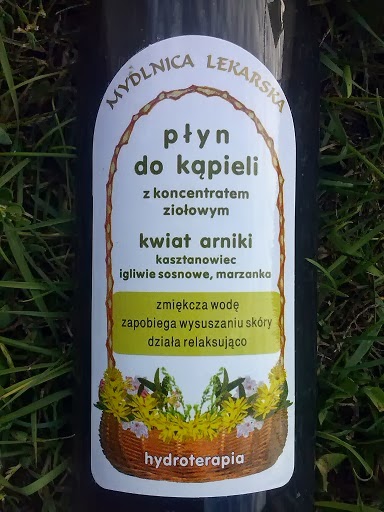 MYDLNICA LEKARSKA
płyn
do kąpieli
z koncentratem
ziołowym
kwiat arniki
kasztanowiec
igliwie sosnowe, marzanka
zmiękcza wodę
zapobiega wysuszaniu skóry
działa relaksująco
hydroterapia